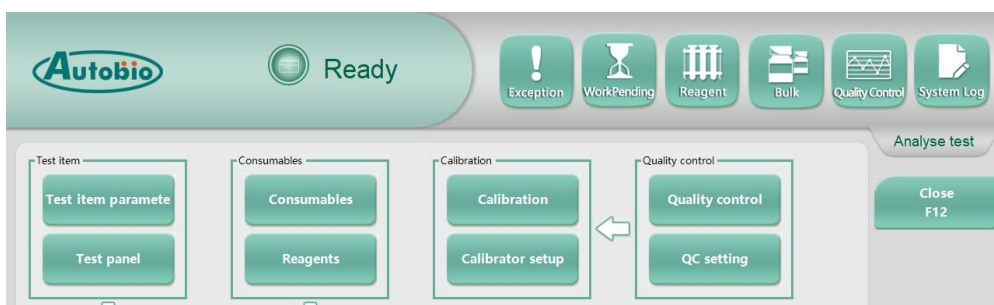 Autobio
Ready
Exception
WorkPending
Reagent
Bulk
Quality Control
System Log
Analyse test
Test item
Consumables
Calibration
Quality control
Test item paramete
Consumables
Calibration
Quality control
Close
F12
Test panel
Reagents
Calibrator setup
QC setting